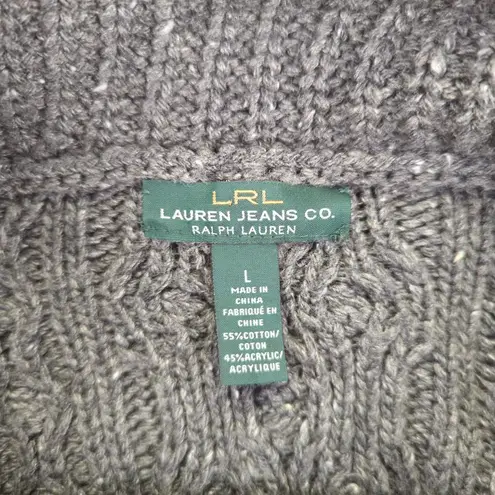 LRL
LAUREN JEANS CO.
RALPH LAUREN
L
MADE IN
CHINA
FABRIQUÉ EN
CHINE
55%COTTON/
COTON
45%ACRYLIC/
ACRYLIQUE